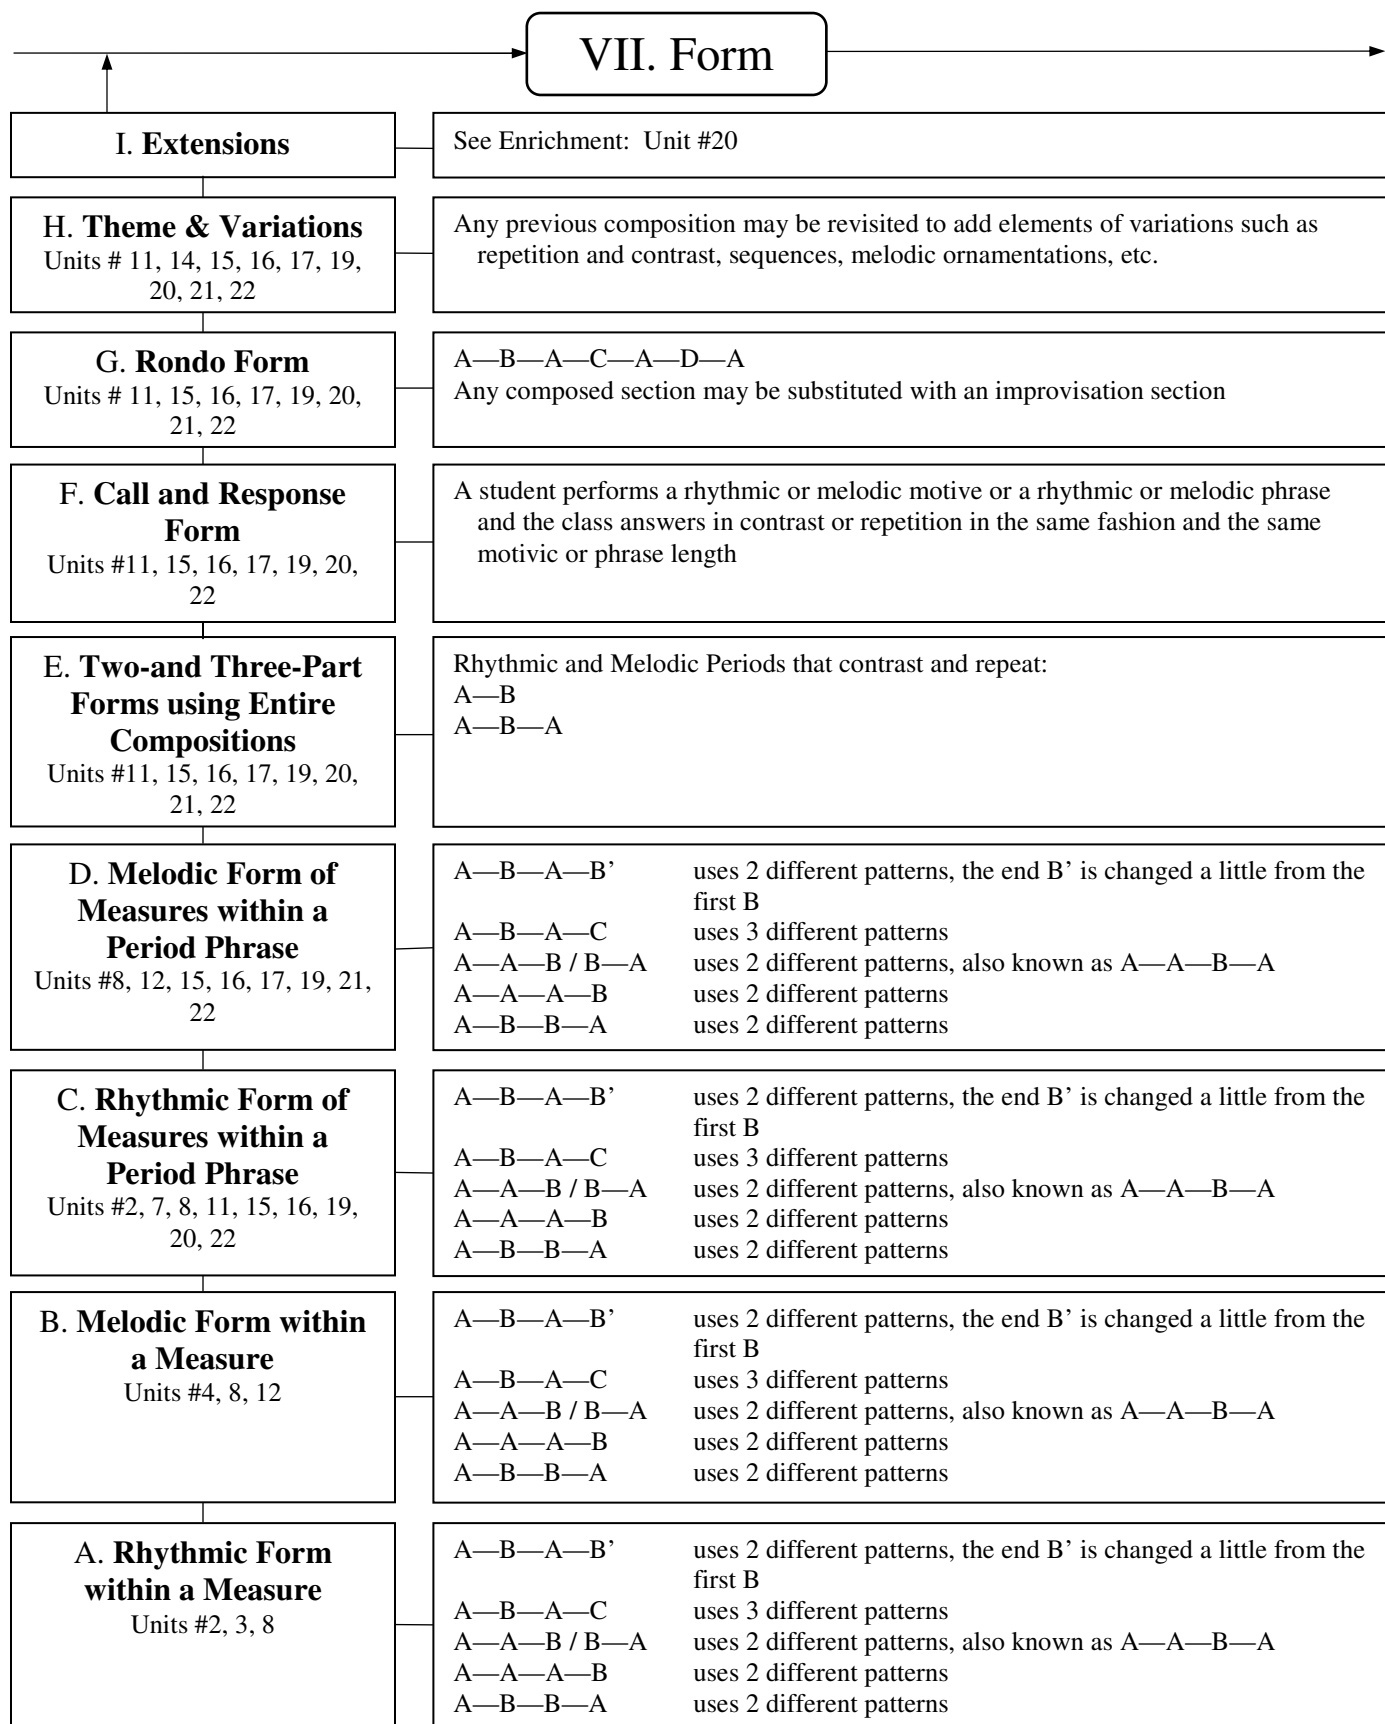 VII. Form
I. Extensions
See Enrichment:  Unit #20
H. Theme & Variations
Units # 11, 14, 15, 16, 17, 19,
20, 21, 22
Any previous composition may be revisited to add elements of variations such as
repetition and contrast, sequences, melodic ornamentations, etc.
G. Rondo Form
Units # 11, 15, 16, 17, 19, 20,
21, 22
A—B—A—C—A—D—A
Any composed section may be substituted with an improvisation section
F. Call and Response
Form
Units #11, 15, 16, 17, 19, 20,
22
A student performs a rhythmic or melodic motive or a rhythmic or melodic phrase
and the class answers in contrast or repetition in the same fashion and the same
motivic or phrase length
E. Two-and Three-Part
Forms using Entire
Compositions
Units #11, 15, 16, 17, 19, 20,
21, 22
Rhythmic and Melodic Periods that contrast and repeat:
A—B
A—B—A
D. Melodic Form of
Measures within a
Period Phrase
Units #8, 12, 15, 16, 17, 19, 21,
22
A—B—A—B’ uses 2 different patterns, the end B’ is changed a little from the
first B
A—B—A—C uses 3 different patterns
A—A—B / B—A uses 2 different patterns, also known as A—A—B—A
A—A—A—B uses 2 different patterns
A—B—B—A uses 2 different patterns
C. Rhythmic Form of
Measures within a
Period Phrase
Units #2, 7, 8, 11, 15, 16, 19,
20, 22
A—B—A—B’ uses 2 different patterns, the end B’ is changed a little from the
first B
A—B—A—C uses 3 different patterns
A—A—B / B—A uses 2 different patterns, also known as A—A—B—A
A—A—A—B uses 2 different patterns
A—B—B—A uses 2 different patterns
B. Melodic Form within
a Measure
Units #4, 8, 12
A—B—A—B’ uses 2 different patterns, the end B’ is changed a little from the
first B
A—B—A—C uses 3 different patterns
A—A—B / B—A uses 2 different patterns, also known as A—A—B—A
A—A—A—B uses 2 different patterns
A—B—B—A uses 2 different patterns
A. Rhythmic Form
within a Measure
Units #2, 3, 8
A—B—A—B’ uses 2 different patterns, the end B’ is changed a little from the
first B
A—B—A—C uses 3 different patterns
A—A—B / B—A uses 2 different patterns, also known as A—A—B—A
A—A—A—B uses 2 different patterns
A—B—B—A uses 2 different patterns